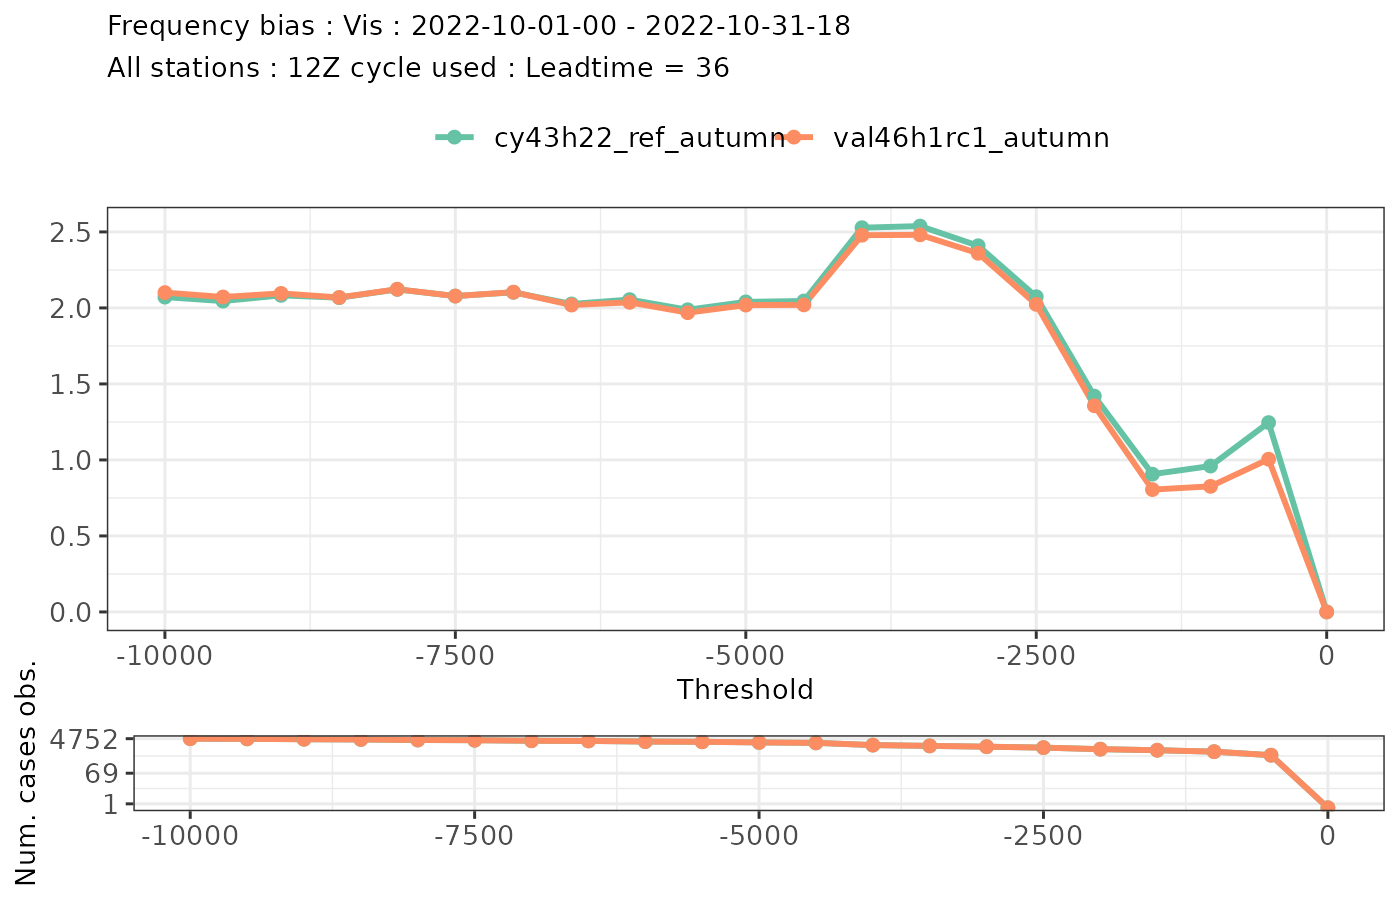 Frequency bias : Vis : 2022-10-01-00 - 2022-10-31-18
All stations : 12Z cycle used : Leadtime = 36
cy43h22_ref_autumn val46h1rc1_autumn
2.5
2.0
1.5
1.0
0.5
0.0
-10000 -7500 -5000 -2500 0
Threshold
Num. cases obs.
4752
69
1
-10000 -7500 -5000 -2500 0